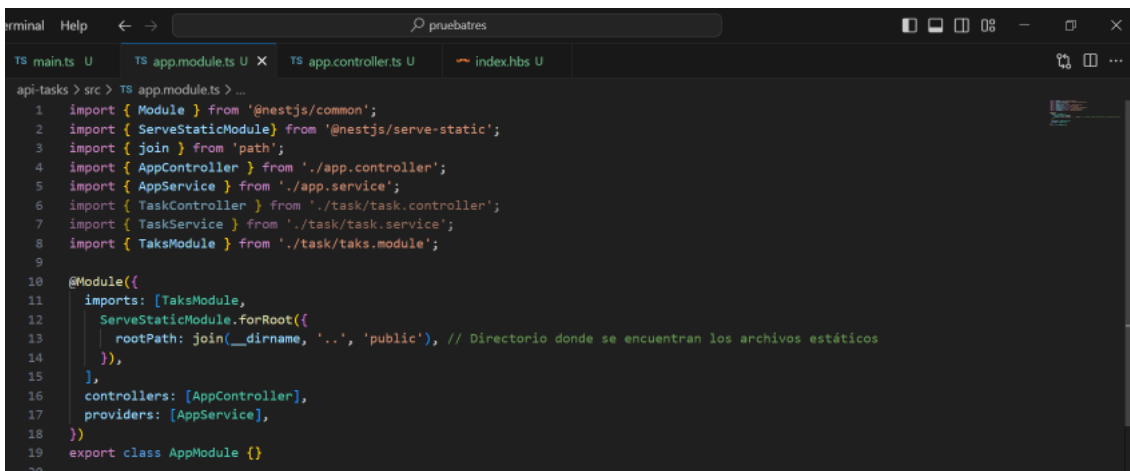 erminal Help pruebatres
TS main.ts U TS app.module.ts U TS app.controller.ts U index.hbs U
api-tasks > src > TS app.module.ts > ...
1 import { Module } from '@nestjs/common';
2 import { ServeStaticModule} from '@nestjs/serve-static';
3 import { join } from 'path';
4 import { AppController } from './app.controller';
5 import { AppService } from './app.service';
6 import { TaskController } from './task/task.controller';
7 import { TaskService } from './task/task.service';
8 import { TaksModule } from './task/taks.module';
9
10 @Module({
11 imports: [TaksModule,
12 ServeStaticModule.forRoot({
13 rootPath: join(__dirname, '..', 'public'), // Directorio donde se encuentran los archivos estáticos
14 }),
15 ],
16 controllers: [AppController],
17 providers: [AppService],
18 })
19 export class AppModule {}
20